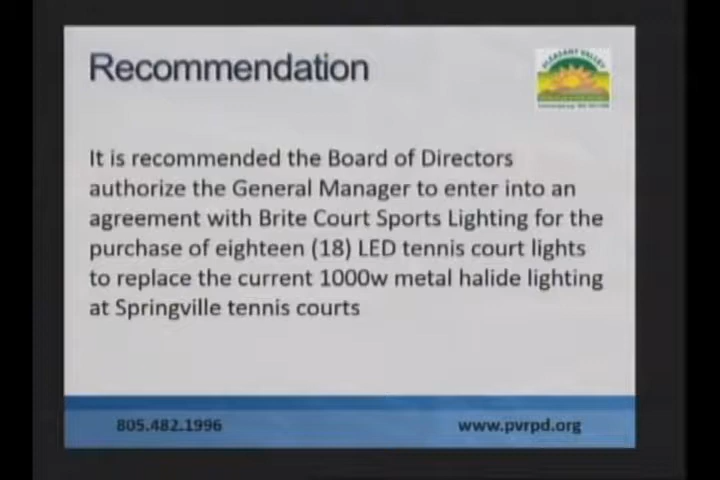 Recommendation
PLEASANT VALLEY
It is recommended the Board of Directors
authorize the General Manager to enter into an
agreement with Brite Court Sports Lighting for the
purchase of eighteen (18) LED tennis court lights
to replace the current 1000w metal halide lighting
at Springville tennis courts
805.482.1996
www.pvrpd.org